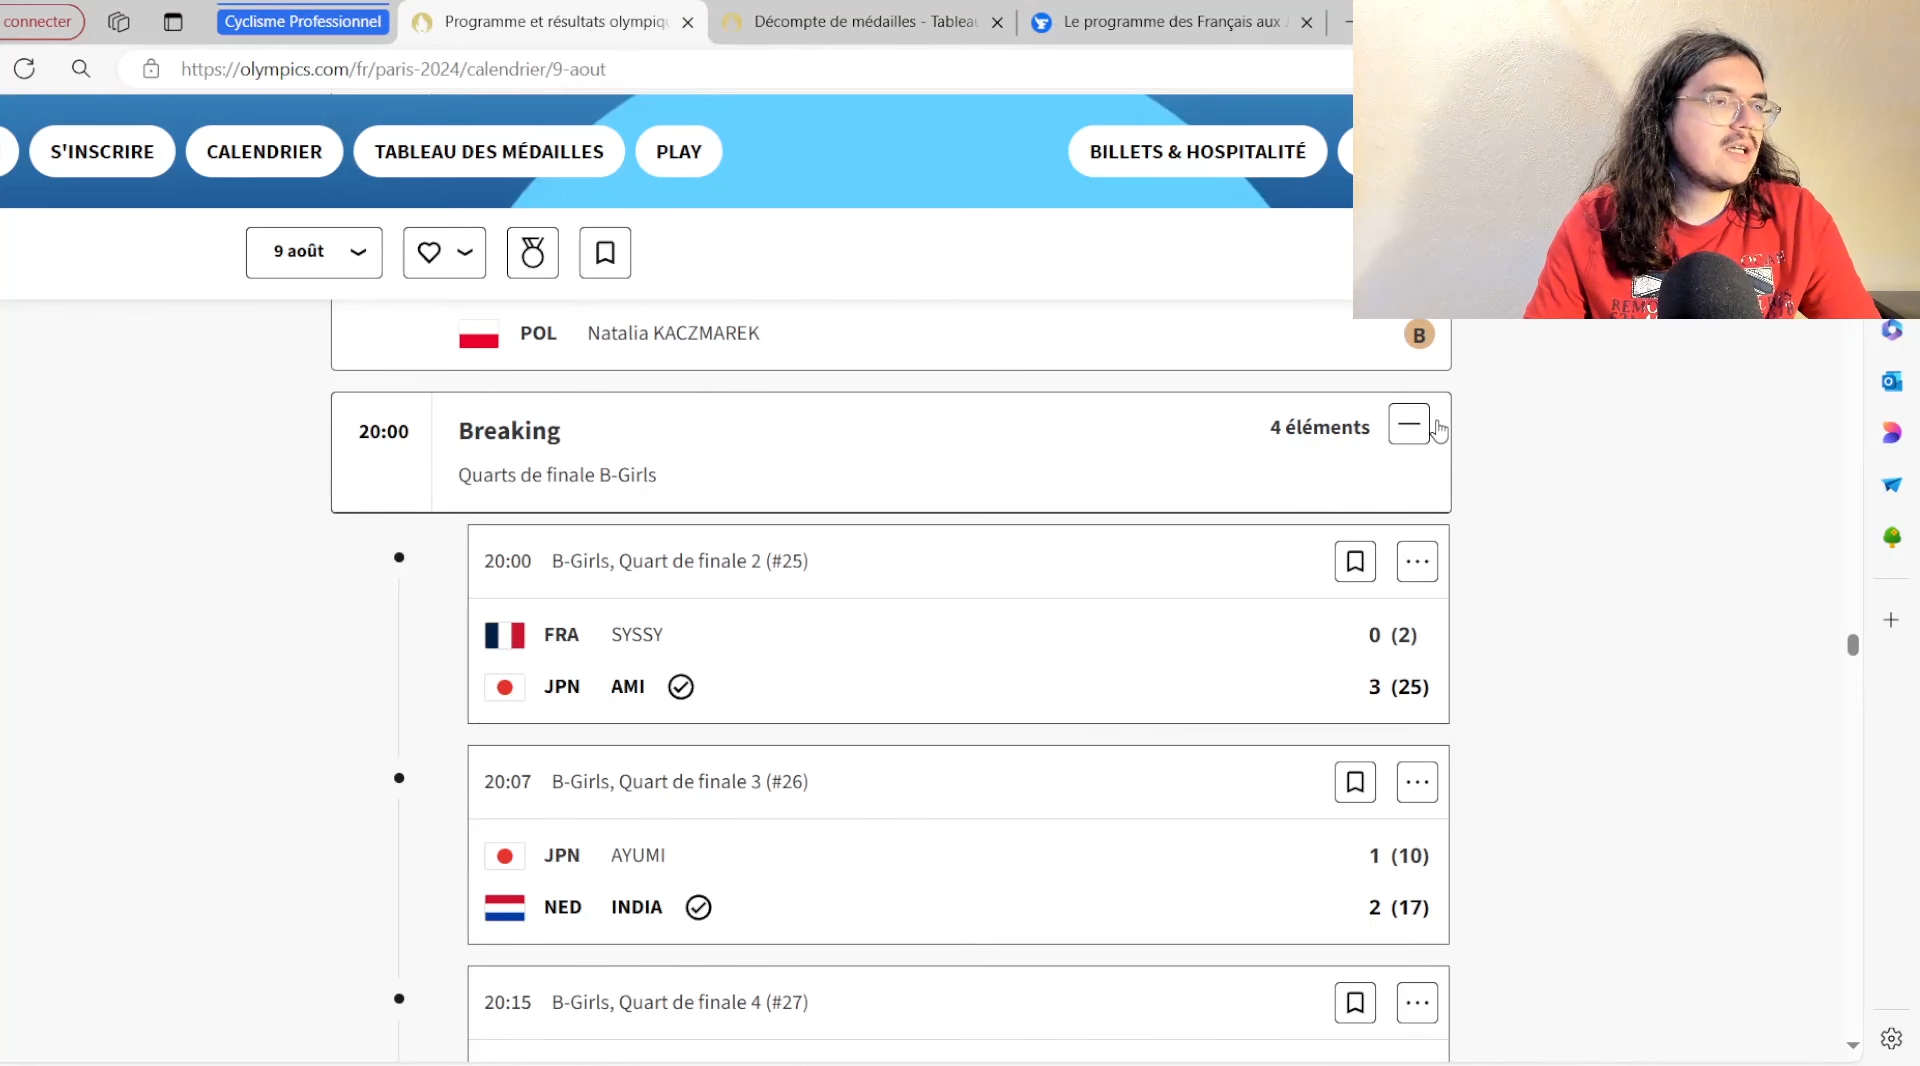 connecter
Cyclisme Professionnel
Programme et résultats olympiq
Décompte de médailles - Tableau
Le programme des Français aux J
https://olympics.com/fr/paris-2024/calendrier/9-aout
S'INSCRIRE
CALENDRIER
TABLEAU DES MÉDAILLES
PLAY
BILLETS & HOSPITALITÉ
9 août
POL Natalia KACZMAREK B
20:00 Breaking 4 éléments
Quarts de finale B-Girls
20:00 B-Girls, Quart de finale 2 (#25)
FRA SYSSY 0 (2)
JPN AMI 3 (25)
20:07 B-Girls, Quart de finale 3 (#26)
JPN AYUMI 1 (10)
NED INDIA 2 (17)
20:15 B-Girls, Quart de finale 4 (#27)